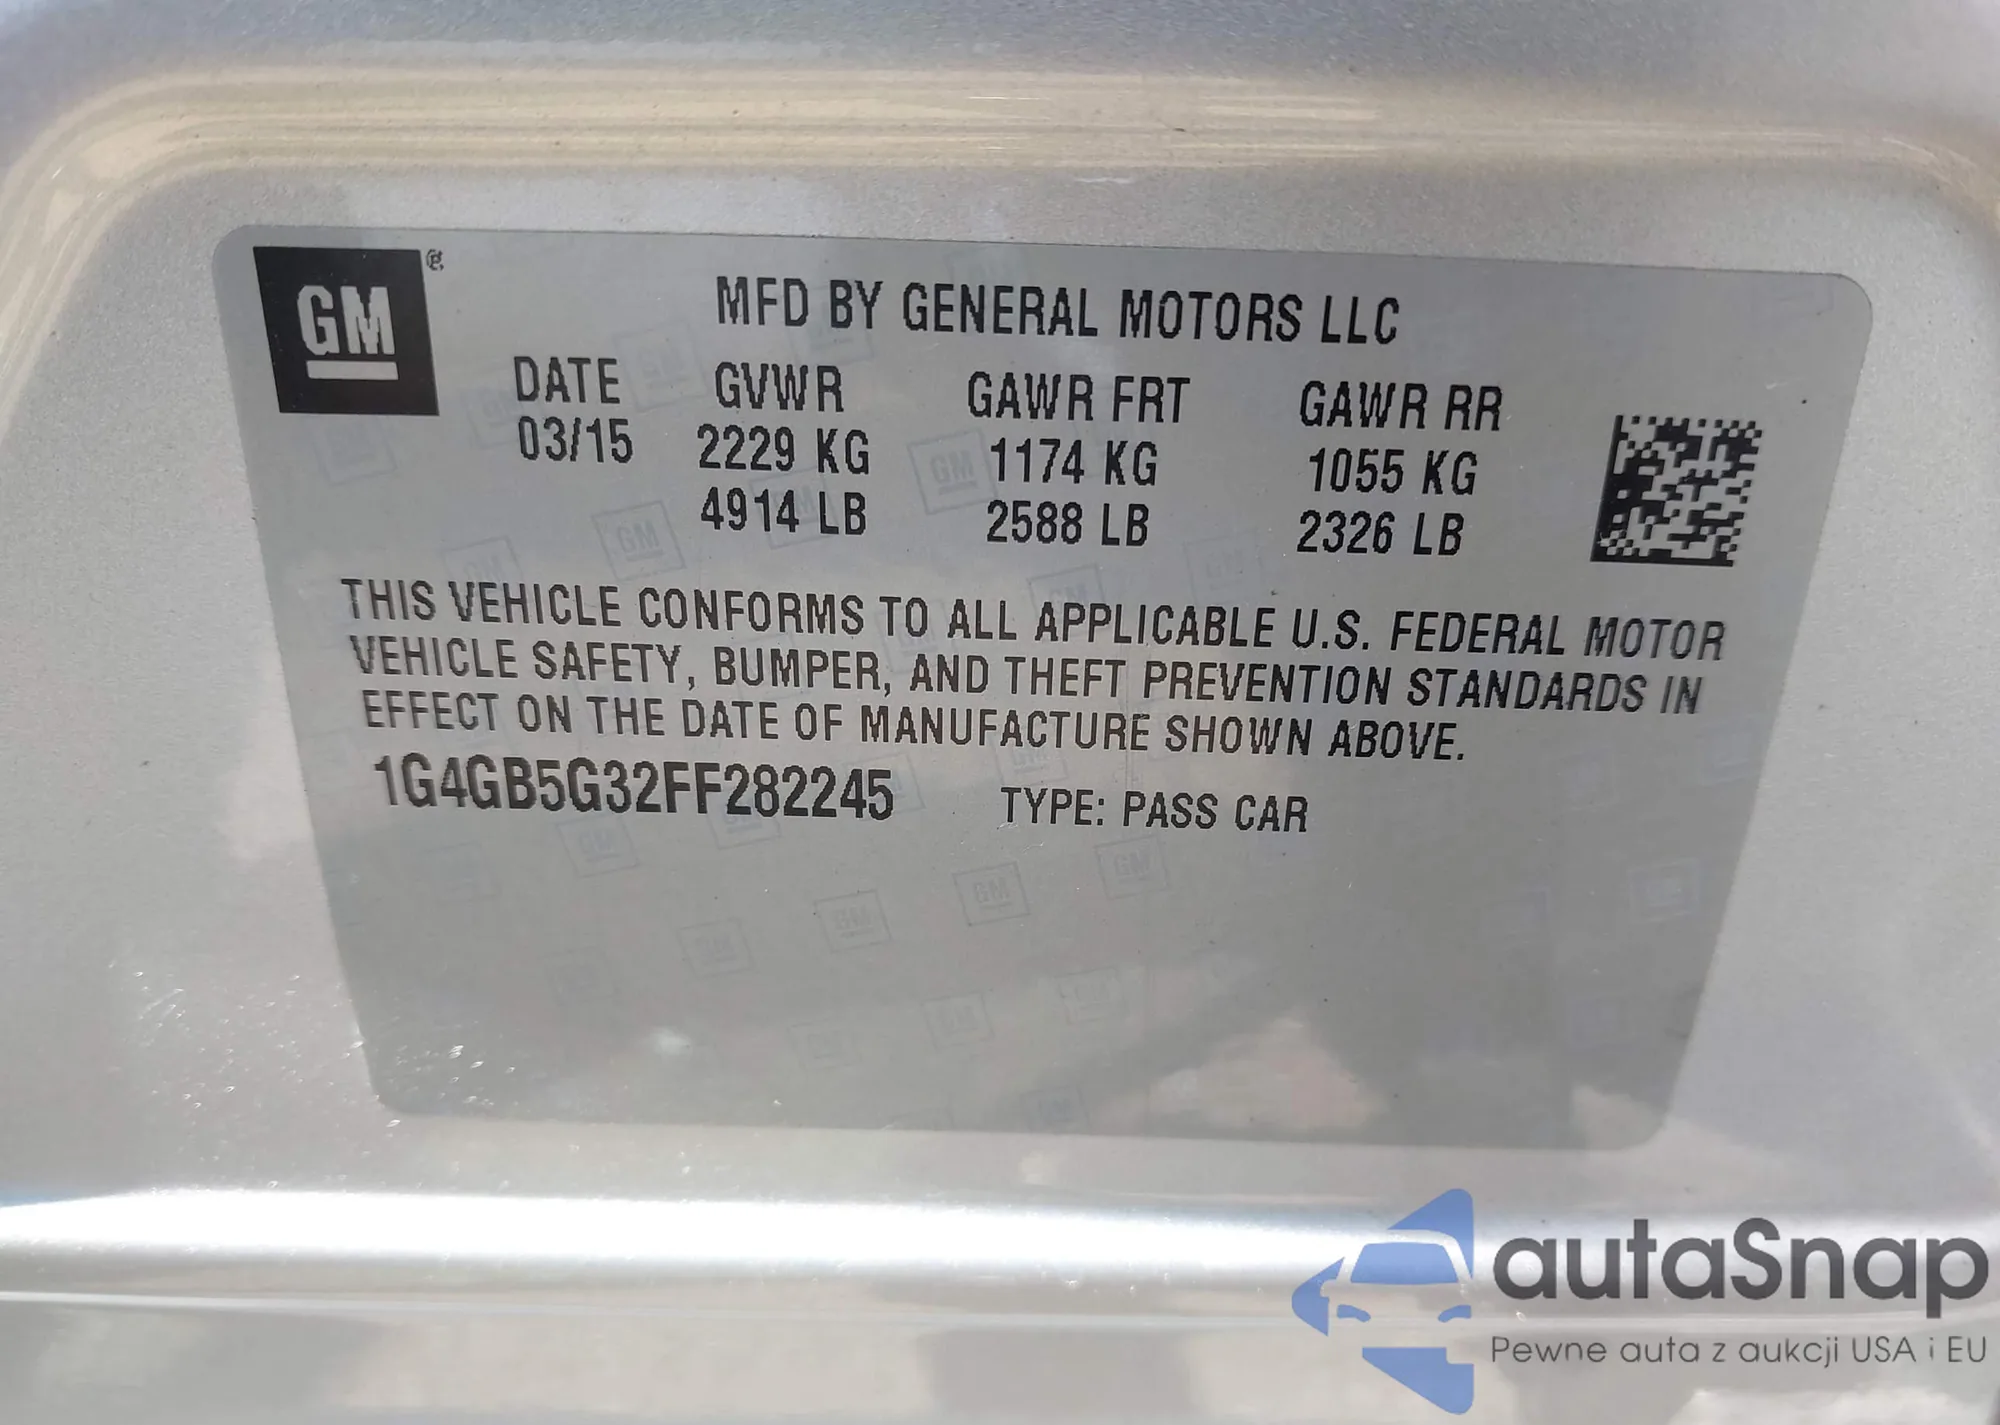 GM ®
MFD BY GENERAL MOTORS LLC
DATE GVWR GAWR FRT GAWR RR
03/15 2229 KG 1174 KG 1055 KG
4914 LB 2588 LB 2326 LB
THIS VEHICLE CONFORMS TO ALL APPLICABLE U.S. FEDERAL MOTOR
VEHICLE SAFETY, BUMPER, AND THEFT PREVENTION STANDARDS IN
EFFECT ON THE DATE OF MANUFACTURE SHOWN ABOVE.
1G4GB5G32FF282245 TYPE: PASS CAR
autaSnap
Pewne auta z aukcji USA i EU